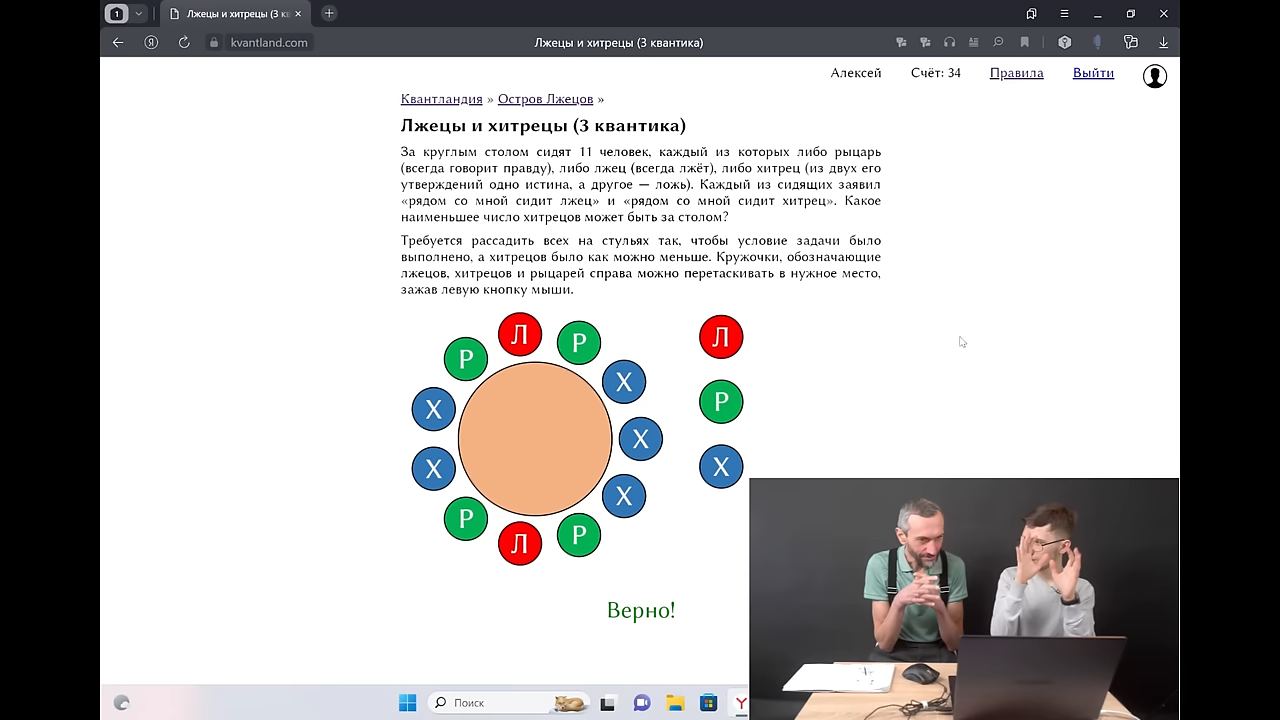 1
Лжецы и хитрецы (3 кв
kvantland.com
Лжецы и хитрецы (3 квантика)
Алексей
Счёт: 34
Правила
Выйти
Квантландия » Остров Лжецов »
Лжецы и хитрецы (3 квантика)
За круглым столом сидят 11 человек, каждый из которых либо рыцарь
(всегда говорит правду), либо лжец (всегда лжёт), либо хитрец (из двух его
утверждений одно истина, а другое — ложь). Каждый из сидящих заявил
«рядом со мной сидит лжец» и «рядом со мной сидит хитрец». Какое
наименьшее число хитрецов может быть за столом?
Требуется рассадить всех на стульях так, чтобы условие задачи было
выполнено, а хитрецов было как можно меньше. Кружочки, обозначающие
лжецов, хитрецов и рыцарей справа можно перетаскивать в нужное место,
зажав левую кнопку мыши.
Л
Р
Р
Х
Х
Х
Х
Х
Р
Р
Л
Л
Р
Х
Верно!
Поиск